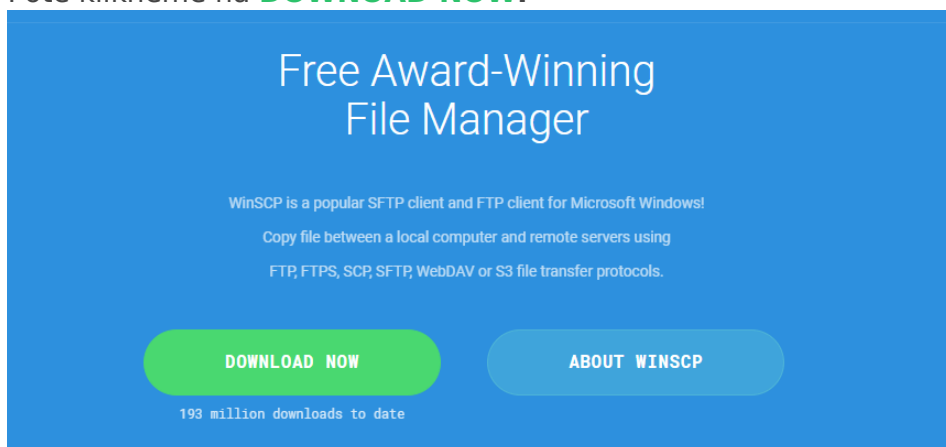 DOWNLOAD NOW.
Free Award-Winning
File Manager
WinSCP is a popular SFTP client and FTP client for Microsoft Windows!
Copy file between a local computer and remote servers using
FTP, FTPS, SCP, SFTP, WebDAV or S3 file transfer protocols.
DOWNLOAD NOW
ABOUT WINSCP
193 million downloads to date